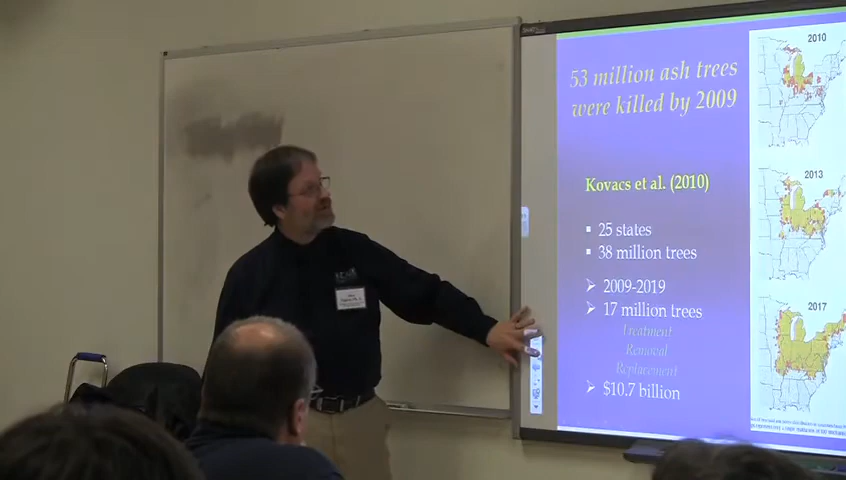 53 million ash trees
were killed by 2009
Kovacs et al. (2010)
▪ 25 states
▪ 38 million trees
➢ 2009-2019
➢ 17 million trees
Treatment
Removal
Replacement
➢ $10.7 billion
2010
2013
2017